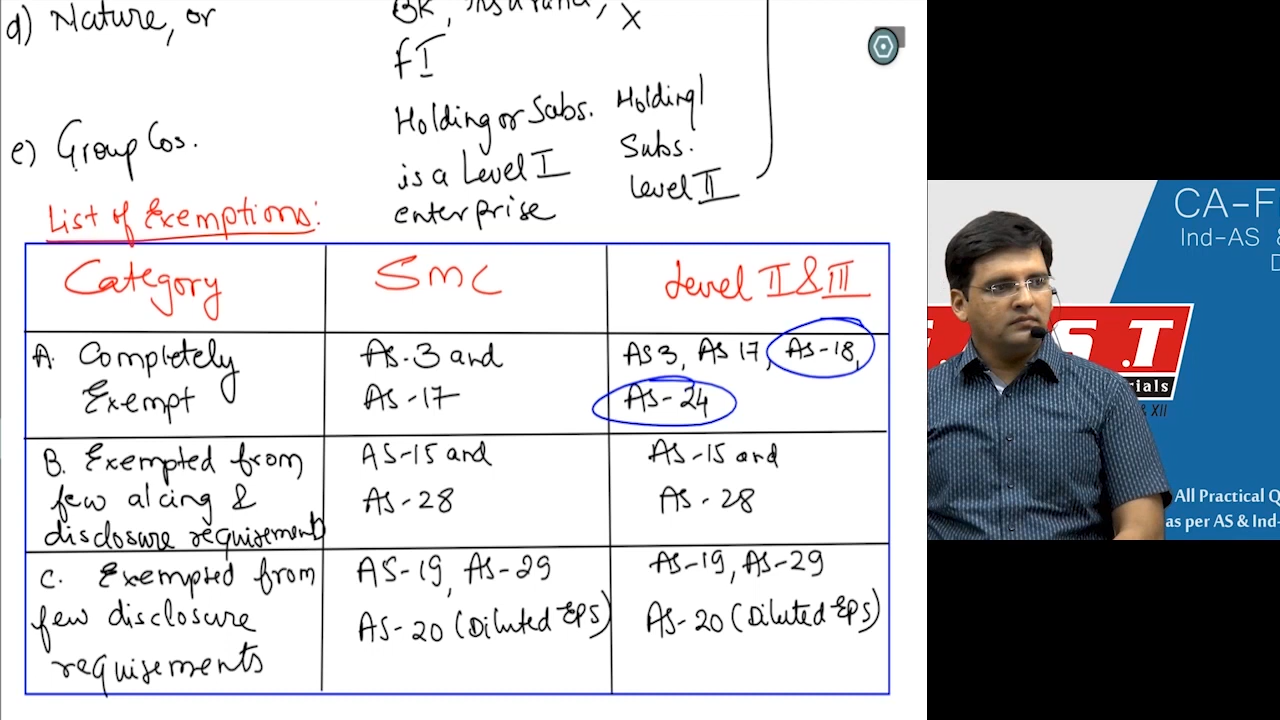 d) Nature, or
BK, Insurance, X
FI
e) Group Cos.
Holding or Subs.
is a Level I
enterprise
Holding/
Subs.
Level II
List of Exemptions:
Category SMC Level II & III
A. Completely
Exempt
AS-3 and
AS-17
AS 3, AS 17, AS-18,
AS-24
B. Exempted from
few a/cing &
disclosure requirements
AS-15 and
AS-28
AS-15 and
AS-28
C. Exempted from
few disclosure
requirements
AS-19, AS-29
AS-20 (Diluted EPS)
AS-19, AS-29
AS-20 (Diluted EPS)
CA-F
Ind-AS &
D
S.T
ials
& XII
All Practical Q
as per AS & Ind-